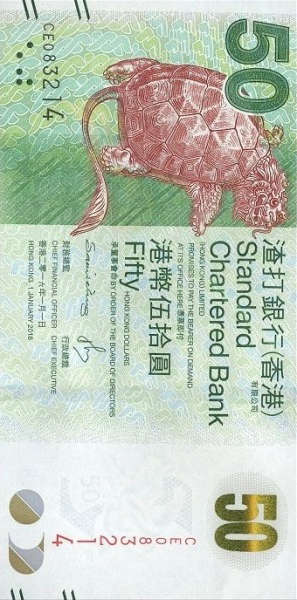 CE083214
50
渣打銀行(香港)有限公司
Standard
Chartered Bank
(HONG KONG) LIMITED
PROMISES TO PAY THE BEARER ON DEMAND
AT ITS OFFICE HERE 憑票即付
港幣伍拾圓
Fifty HONG KONG DOLLARS
承董事會命 BY ORDER OF THE BOARD OF DIRECTORS
財務總監 行政總裁
CHIEF FINANCIAL OFFICER CHIEF EXECUTIVE
香港二零一六年一月一日
HONG KONG, 1 JANUARY 2016
50
CE083214